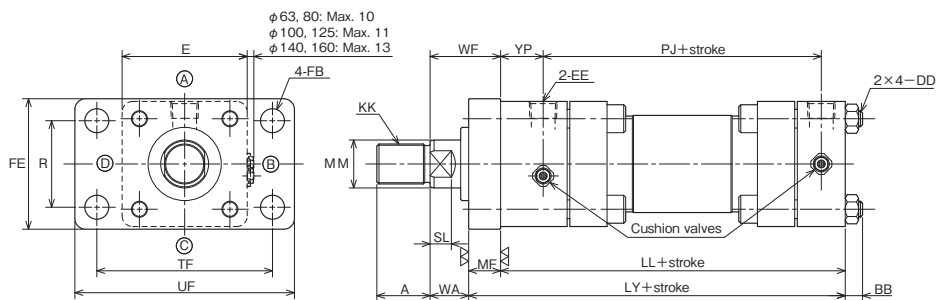 φ63, 80: Max. 10
φ100, 125: Max. 11
φ140, 160: Max. 13
E
WF
YP
PJ+stroke
A
4-FB
2-EE
2×4-DD
KK
FE
R
D
B
MM
C
SL
Cushion valves
TF
MF
LL+stroke
UF
A
WA
LY+stroke
BB